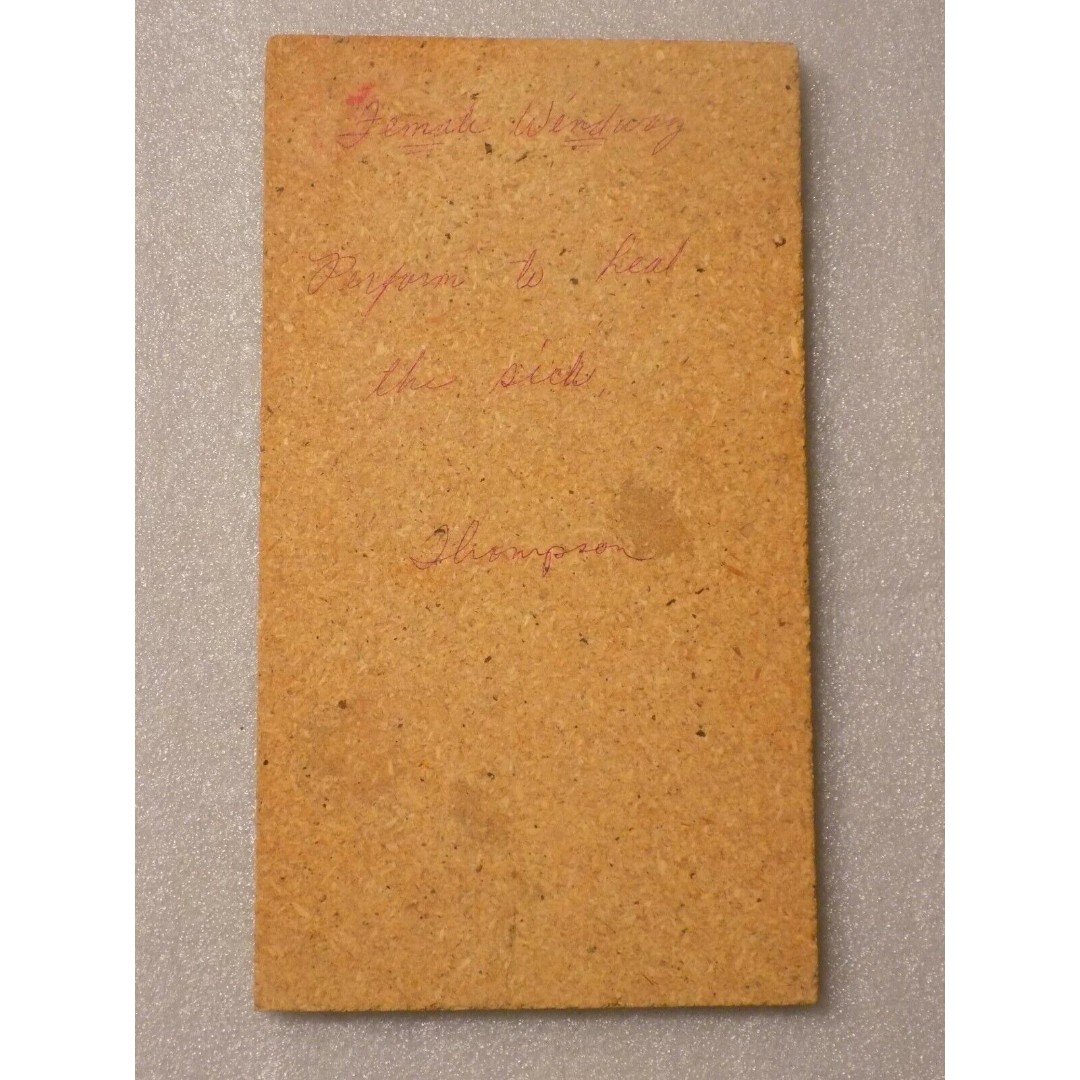 Female Windway
Perform to heal
the sick.
Thompson